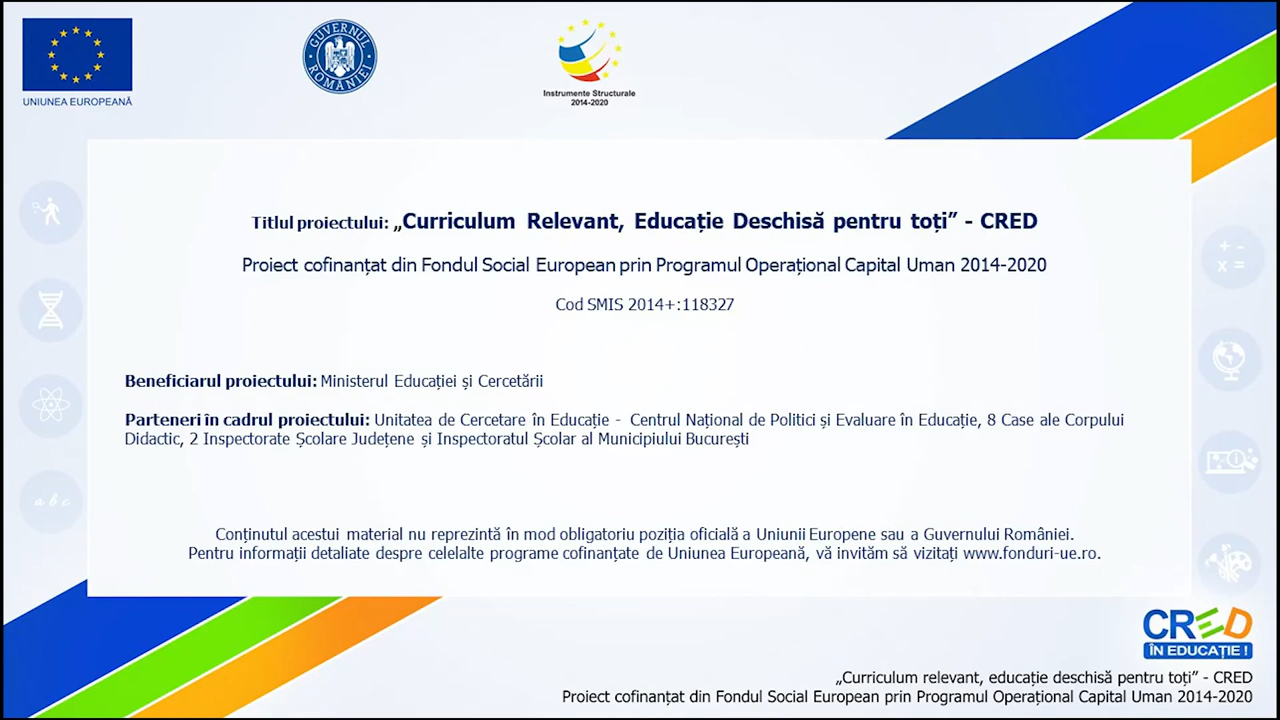 UNIUNEA EUROPEANĂ
GUVERNUL ROMÂNIEI
Instrumente Structurale
2014-2020
Titlul proiectului: „Curriculum Relevant, Educație Deschisă pentru toți” - CRED
Proiect cofinanțat din Fondul Social European prin Programul Operațional Capital Uman 2014-2020
Cod SMIS 2014+:118327
Beneficiarul proiectului: Ministerul Educației și Cercetării
Parteneri în cadrul proiectului: Unitatea de Cercetare în Educație - Centrul Național de Politici și Evaluare în Educație, 8 Case ale Corpului
Didactic, 2 Inspectorate Școlare Județene și Inspectoratul Școlar al Municipiului București
a b c
+ -
x =
Conținutul acestui material nu reprezintă în mod obligatoriu poziția oficială a Uniunii Europene sau a Guvernului României.
Pentru informații detaliate despre celelalte programe cofinanțate de Uniunea Europeană, vă invităm să vizitați www.fonduri-ue.ro.
CRED
ÎN EDUCAȚIE !
„Curriculum relevant, educație deschisă pentru toți” - CRED
Proiect cofinanțat din Fondul Social European prin Programul Operațional Capital Uman 2014-2020